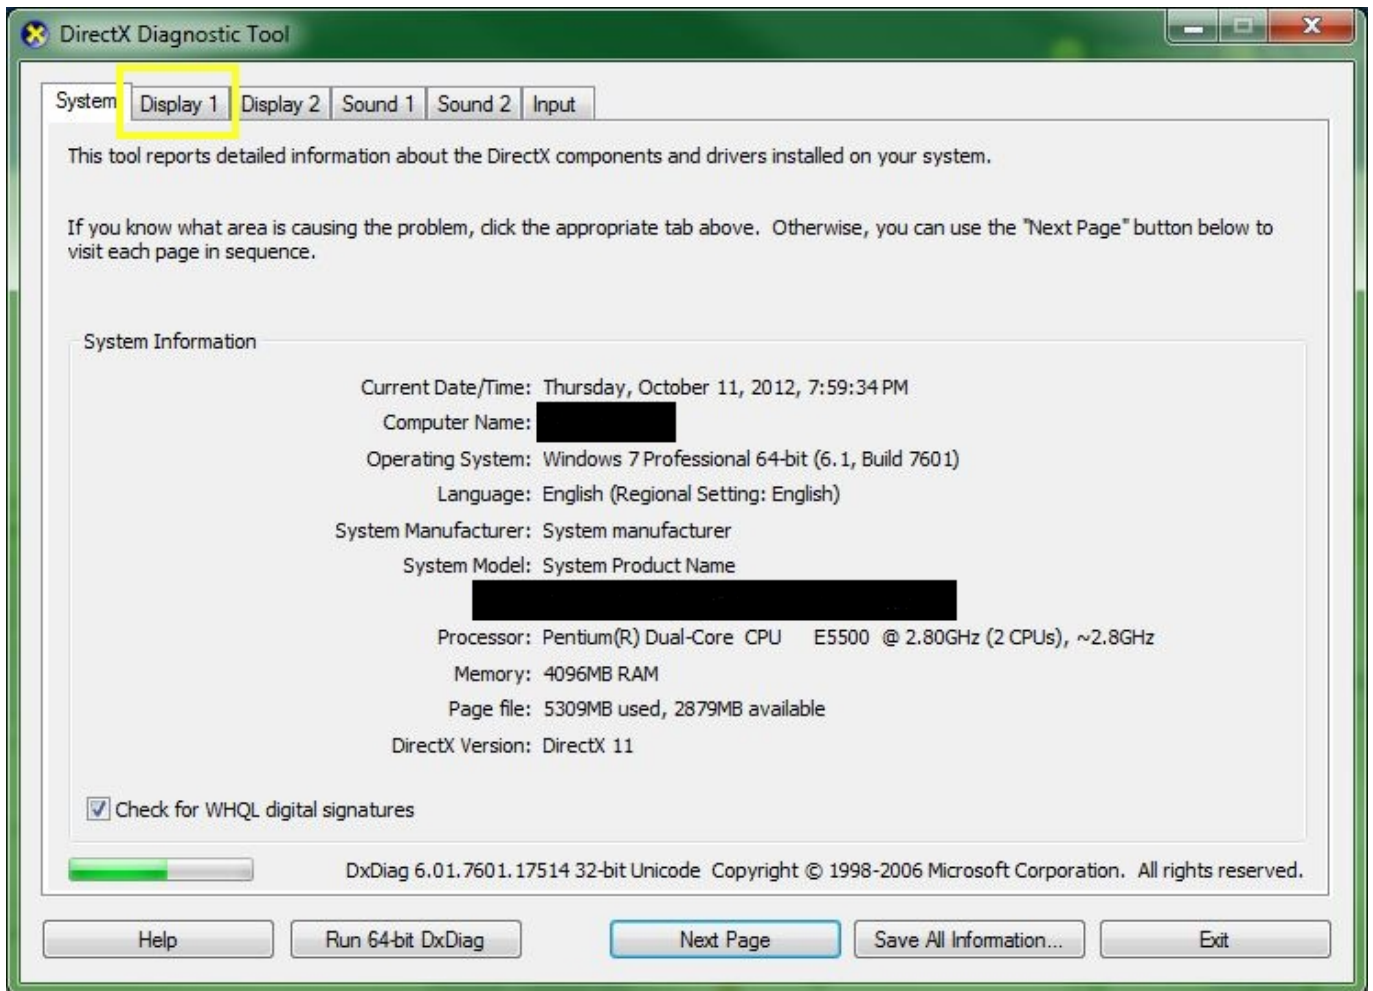 DirectX Diagnostic Tool
System Display 1 Display 2 Sound 1 Sound 2 Input
This tool reports detailed information about the DirectX components and drivers installed on your system.
If you know what area is causing the problem, click the appropriate tab above.  Otherwise, you can use the "Next Page" button below to
visit each page in sequence.
System Information
Current Date/Time: Thursday, October 11, 2012, 7:59:34 PM
Computer Name:
Operating System: Windows 7 Professional 64-bit (6.1, Build 7601)
Language: English (Regional Setting: English)
System Manufacturer: System manufacturer
System Model: System Product Name
Processor: Pentium(R) Dual-Core  CPU      E5500  @ 2.80GHz (2 CPUs), ~2.8GHz
Memory: 4096MB RAM
Page file: 5309MB used, 2879MB available
DirectX Version: DirectX 11
Check for WHQL digital signatures
DxDiag 6.01.7601.17514 32-bit Unicode  Copyright © 1998-2006 Microsoft Corporation.  All rights reserved.
Help Run 64-bit DxDiag Next Page Save All Information... Exit